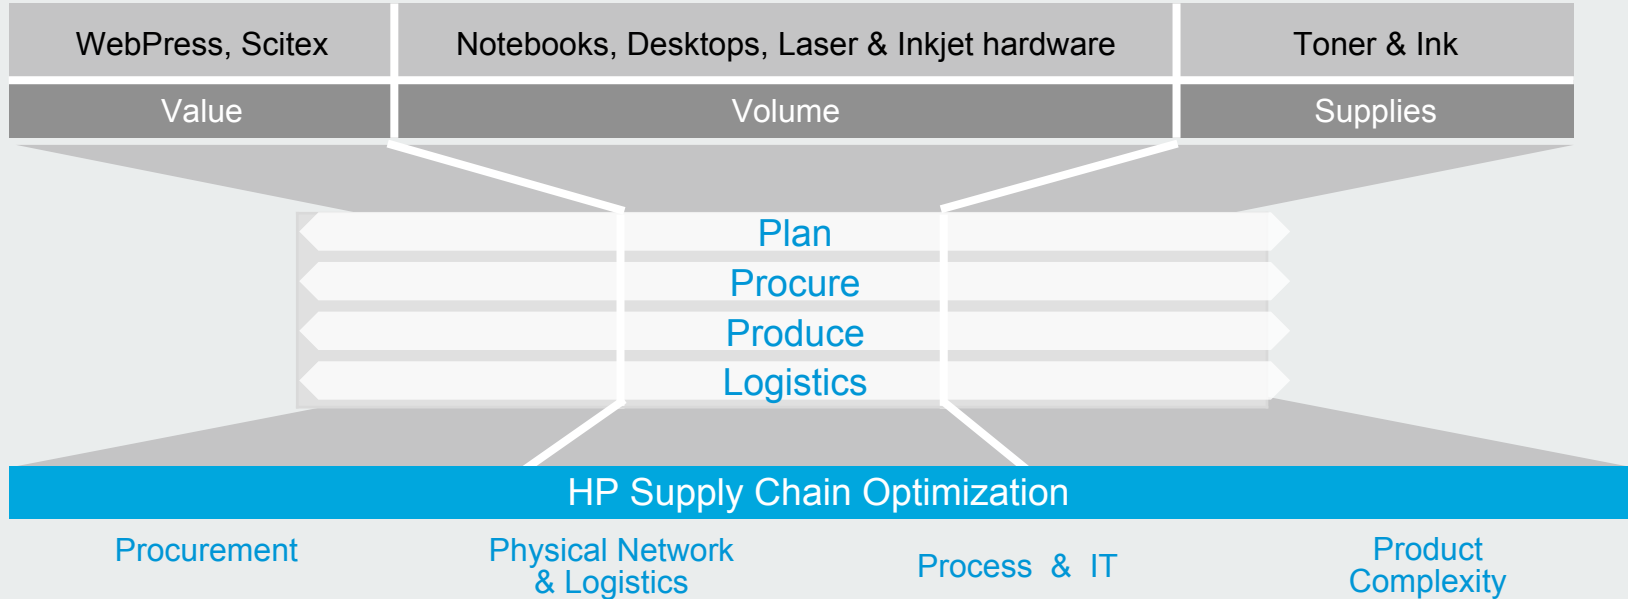 WebPress, Scitex
Notebooks, Desktops, Laser & Inkjet hardware
Toner & Ink
Value
Volume
Supplies
Plan
Procure
Produce
Logistics
HP Supply Chain Optimization
Procurement
Physical Network
& Logistics
Process & IT
Product
Complexity